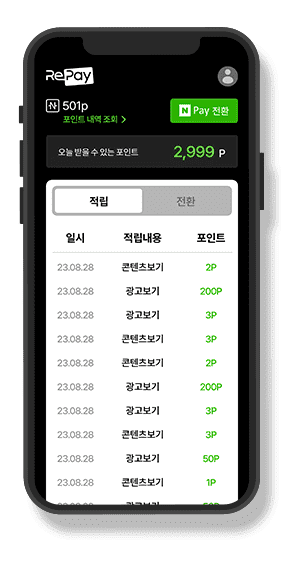 RePay
N 501p
포인트 내역 조회 >
N Pay 전환
오늘 받을 수 있는 포인트 2,999 P
적립 전환
일시 적립내용 포인트
23.08.28 콘텐츠보기 2P
23.08.28 광고보기 200P
23.08.28 광고보기 3P
23.08.28 콘텐츠보기 3P
23.08.28 콘텐츠보기 2P
23.08.28 광고보기 200P
23.08.28 광고보기 3P
23.08.28 콘텐츠보기 3P
23.08.28 광고보기 50P
23.08.28 콘텐츠보기 1P